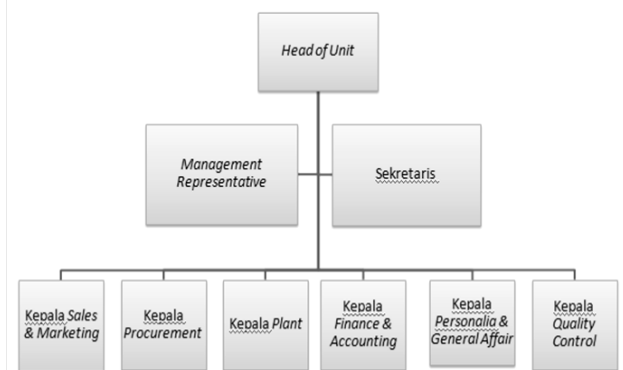 Head of Unit
Management
Representative
Sekretaris
Kepala Sales
& Marketing
Kepala
Procurement
Kepala Plant
Kepala
Finance &
Accounting
Kepala
Personalia &
General Affair
Kepala
Quality
Control